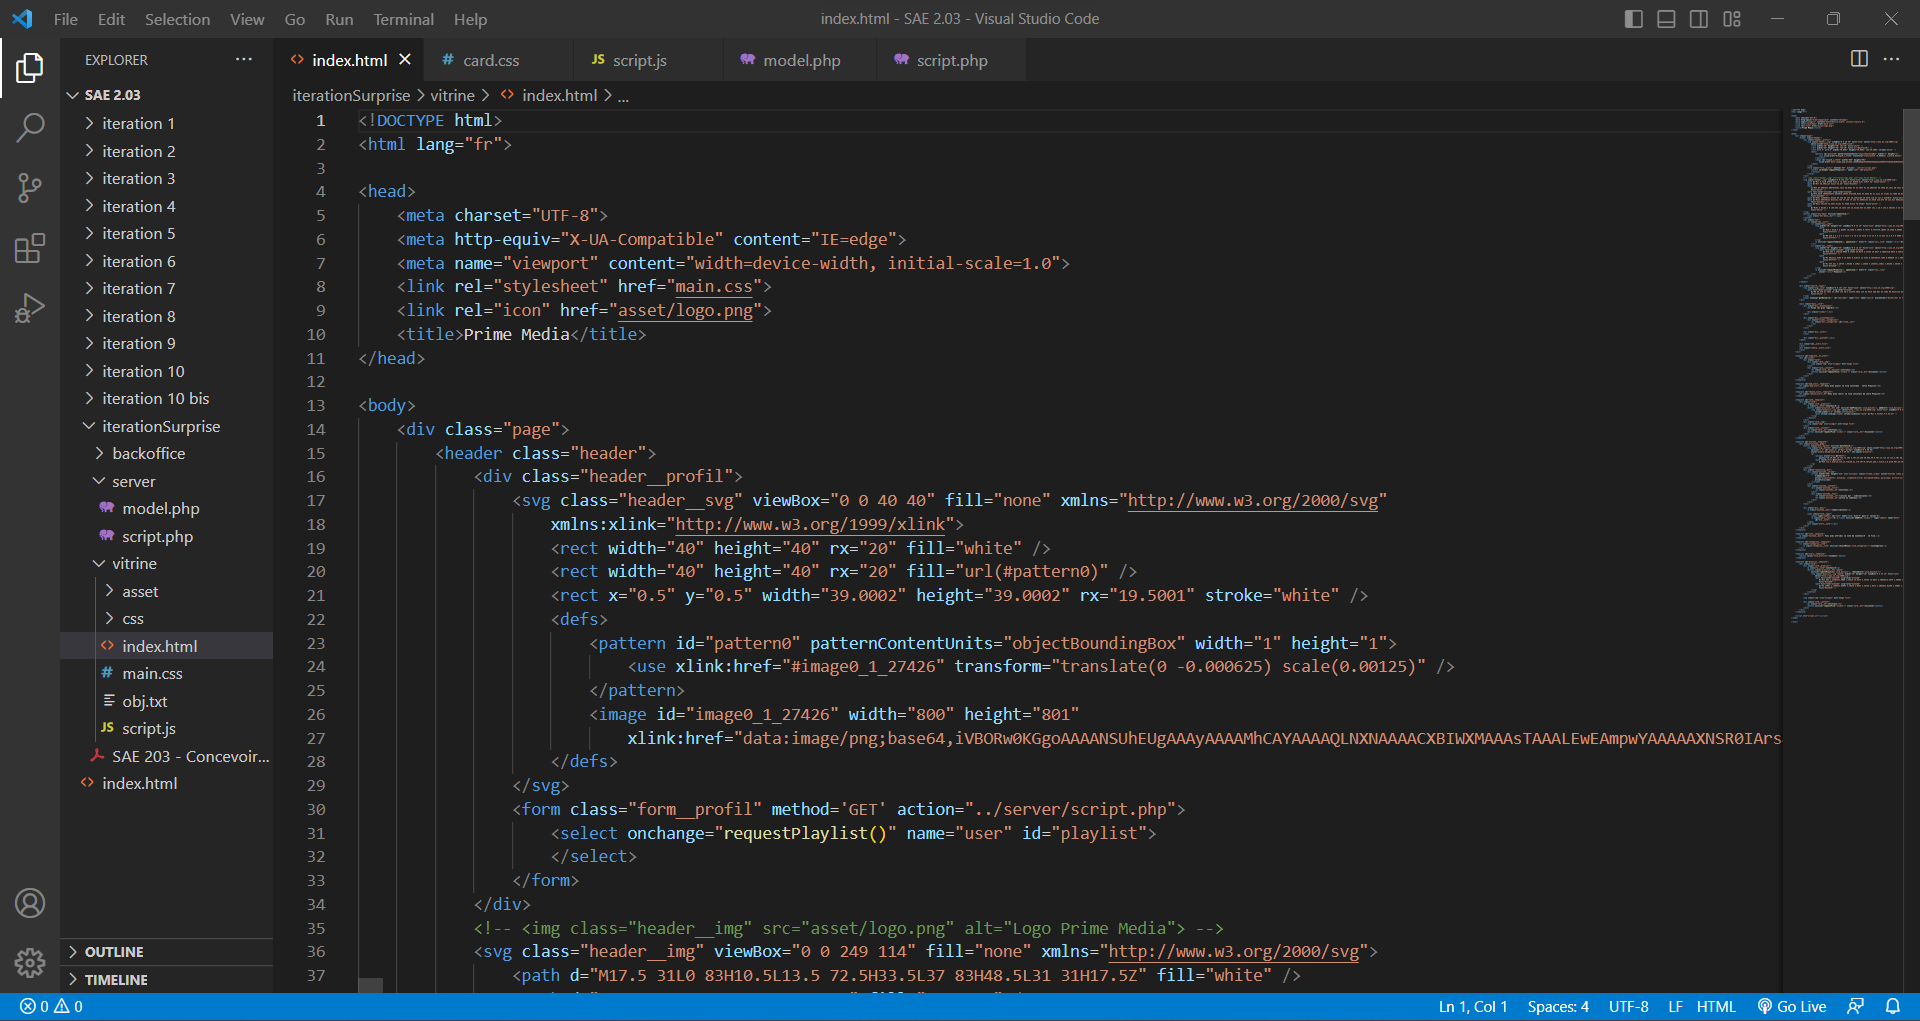 File Edit Selection View Go Run Terminal Help
index.html - SAE 2.03 - Visual Studio Code
EXPLORER
SAE 2.03
iteration 1
iteration 2
iteration 3
iteration 4
iteration 5
iteration 6
iteration 7
iteration 8
iteration 9
iteration 10
iteration 10 bis
iterationSurprise
backoffice
server
model.php
script.php
vitrine
asset
css
index.html
main.css
obj.txt
script.js
SAE 203 - Concevoir...
index.html
OUTLINE
TIMELINE
index.html card.css script.js model.php script.php
iterationSurprise > vitrine > index.html > ...
1 <!DOCTYPE html>
2 <html lang="fr">
3
4 <head>
5 <meta charset="UTF-8">
6 <meta http-equiv="X-UA-Compatible" content="IE=edge">
7 <meta name="viewport" content="width=device-width, initial-scale=1.0">
8 <link rel="stylesheet" href="main.css">
9 <link rel="icon" href="asset/logo.png">
10 <title>Prime Media</title>
11 </head>
12
13 <body>
14 <div class="page">
15 <header class="header">
16 <div class="header__profil">
17 <svg class="header__svg" viewBox="0 0 40 40" fill="none" xmlns="http://www.w3.org/2000/svg"
18 xmlns:xlink="http://www.w3.org/1999/xlink">
19 <rect width="40" height="40" rx="20" fill="white" />
20 <rect width="40" height="40" rx="20" fill="url(#pattern0)" />
21 <rect x="0.5" y="0.5" width="39.0002" height="39.0002" rx="19.5001" stroke="white" />
22 <defs>
23 <pattern id="pattern0" patternContentUnits="objectBoundingBox" width="1" height="1">
24 <use xlink:href="#image0_1_27426" transform="translate(0 -0.000625) scale(0.00125)" />
25 </pattern>
26 <image id="image0_1_27426" width="800" height="801"
27 xlink:href="data:image/png;base64,iVBORw0KGgoAAAANSUhEUgAAAyAAAAMhCAYAAAAQLNXNAAAACXBIWXMAAAsTAAALEwEAmpwYAAAAAXNSR0IArs
28 </defs>
29 </svg>
30 <form class="form__profil" method='GET' action="../server/script.php">
31 <select onchange="requestPlaylist()" name="user" id="playlist">
32 </select>
33 </form>
34 </div>
35 <!-- <img class="header__img" src="asset/logo.png" alt="Logo Prime Media"> -->
36 <svg class="header__img" viewBox="0 0 249 114" fill="none" xmlns="http://www.w3.org/2000/svg">
37 <path d="M17.5 31L0 83H10.5L13.5 72.5H33.5L37 83H48.5L31 31H17.5Z" fill="white" />
0 0
Ln 1, Col 1 Spaces: 4 UTF-8 LF HTML Go Live